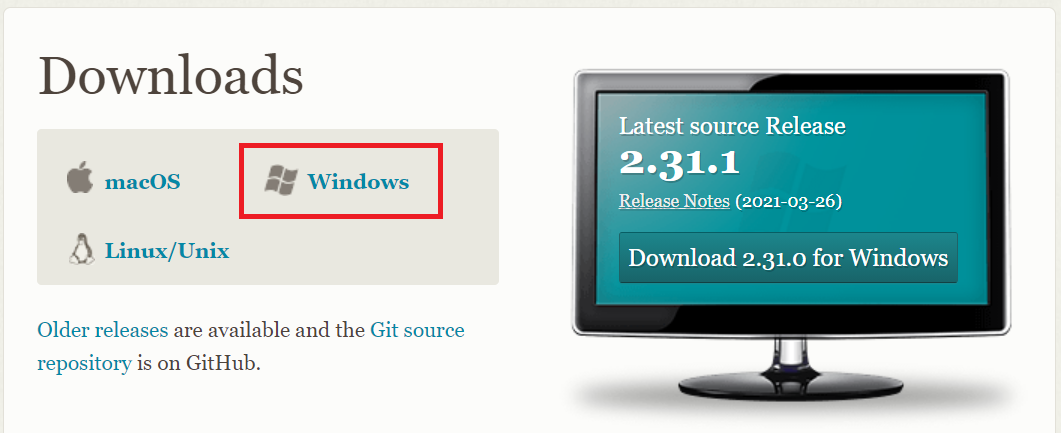 Downloads
macOS
Windows
Linux/Unix
Older releases are available and the Git source
repository is on GitHub.
Latest source Release
2.31.1
Release Notes (2021-03-26)
Download 2.31.0 for Windows